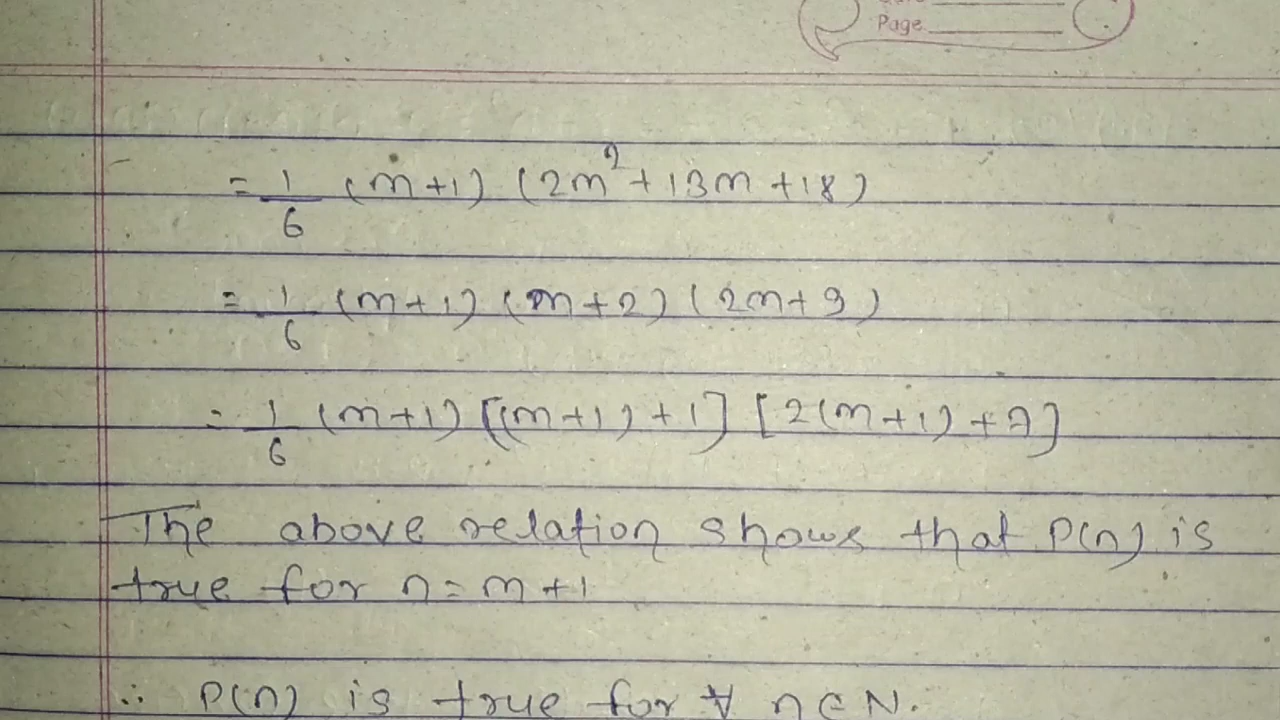 Page
= 1/6 (m+1) (2m²+13m+18)
= 1/6 (m+1) (m+2) (2m+9)
= 1/6 (m+1) [(m+1)+1] [2(m+1)+7]
The above relation shows that P(n) is
true for n=m+1
∴ P(n) is true for ∀ n∈N.